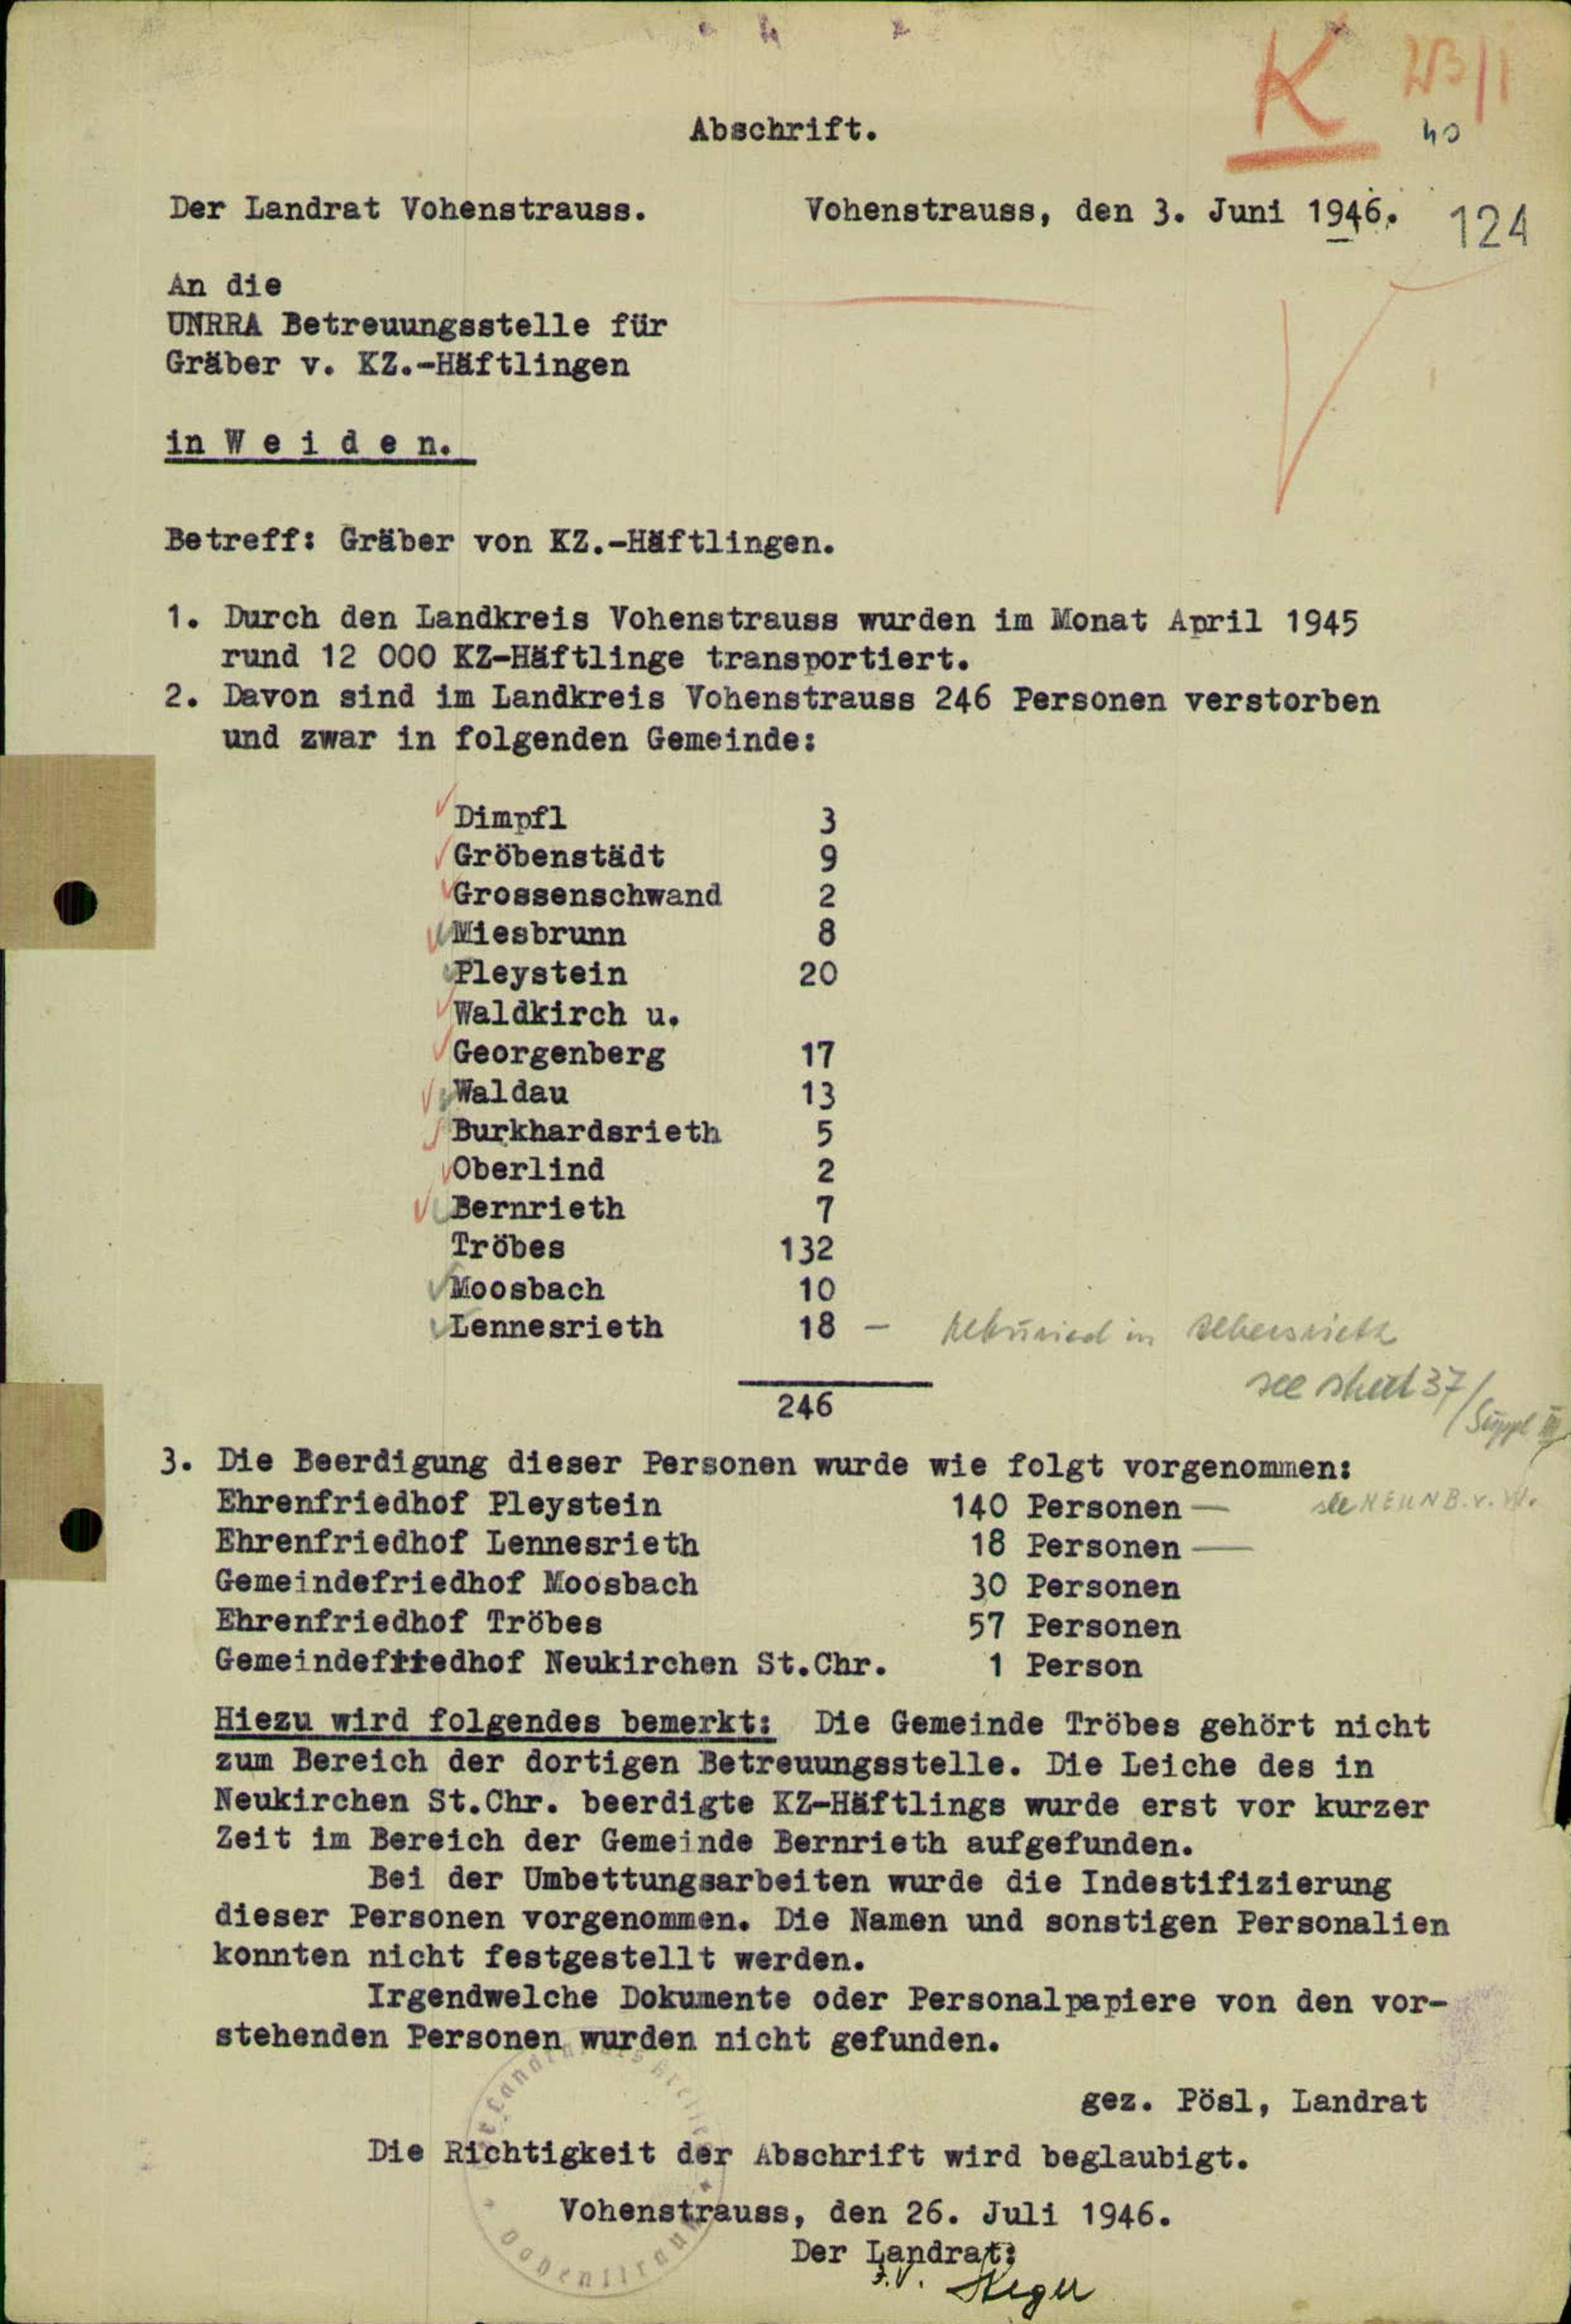 K
40
Abschrift.
Der Landrat Vohenstrauss. Vohenstrauss, den 3. Juni 1946. 124
An die
UNRRA Betreuungsstelle für
Gräber v. KZ.-Häftlingen
in W e i d e n.
Betreff: Gräber von KZ.-Häftlingen.
1. Durch den Landkreis Vohenstrauss wurden im Monat April 1945
rund 12 000 KZ-Häftlinge transportiert.
2. Davon sind im Landkreis Vohenstrauss 246 Personen verstorben
und zwar in folgenden Gemeinde:
Dimpfl 3
Gröbenstädt 9
Grossenschwand 2
Miesbrunn 8
Pleystein 20
Waldkirch u.
Georgenberg 17
Waldau 13
Burkhardsrieth 5
Oberlind 2
Bernrieth 7
Tröbes 132
Moosbach 10
Lennesrieth 18 - in
see sheet 37/
Suppl III
246
3. Die Beerdigung dieser Personen wurde wie folgt vorgenommen:
Ehrenfriedhof Pleystein 140 Personen — see NEUNB. v. W.
Ehrenfriedhof Lennesrieth 18 Personen —
Gemeindefriedhof Moosbach 30 Personen
Ehrenfriedhof Tröbes 57 Personen
Gemeindefriedhof Neukirchen St.Chr. 1 Person
Hiezu wird folgendes bemerkt: Die Gemeinde Tröbes gehört nicht
zum Bereich der dortigen Betreuungsstelle. Die Leiche des in
Neukirchen St.Chr. beerdigte KZ-Häftlings wurde erst vor kurzer
Zeit im Bereich der Gemeinde Bernrieth aufgefunden.
Bei der Umbettungsarbeiten wurde die Indestifizierung
dieser Personen vorgenommen. Die Namen und sonstigen Personalien
konnten nicht festgestellt werden.
Irgendwelche Dokumente oder Personalpapiere von den vor-
stehenden Personen wurden nicht gefunden.
gez. Pösl, Landrat
Die Richtigkeit der Abschrift wird beglaubigt.
Vohenstrauss, den 26. Juli 1946.
Der Landrat: